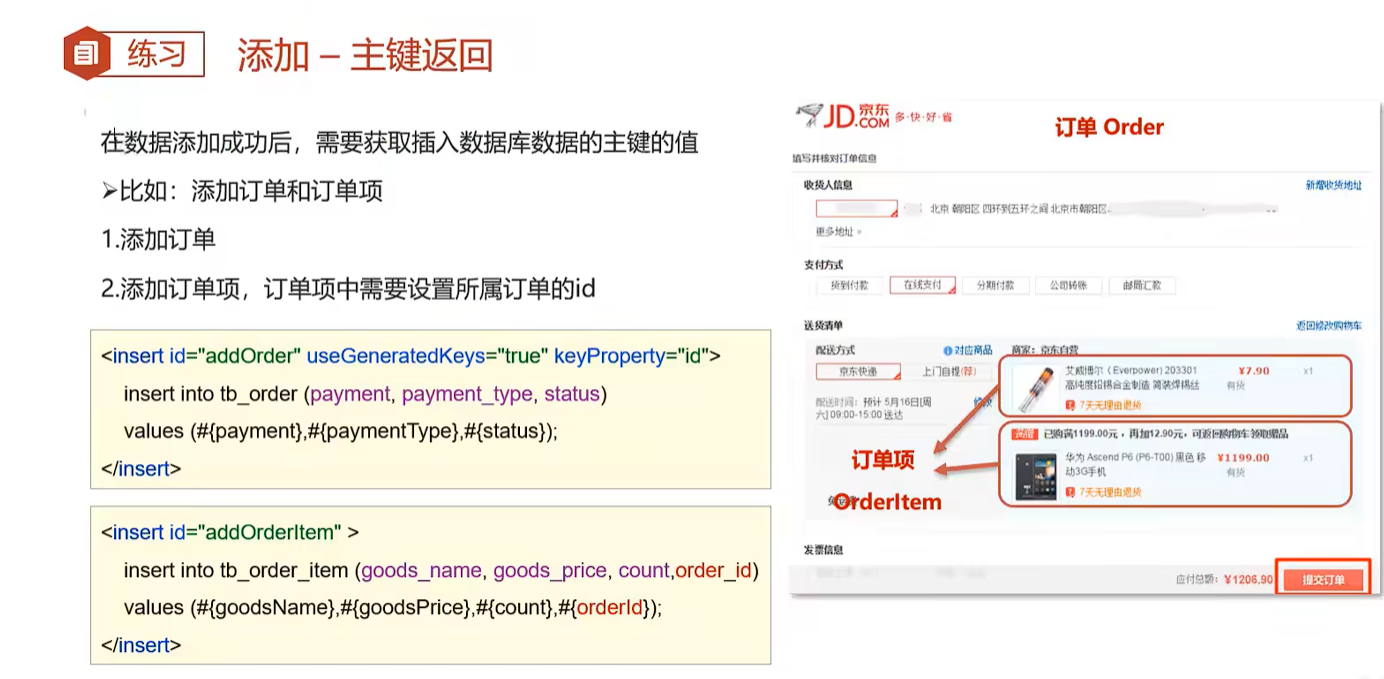 练习
添加 – 主键返回
在数据添加成功后，需要获取插入数据库数据的主键的值
➢比如：添加订单和订单项
1.添加订单
2.添加订单项，订单项中需要设置所属订单的id
<insert id="addOrder" useGeneratedKeys="true" keyProperty="id">
insert into tb_order (payment, payment_type, status)
values (#{payment},#{paymentType},#{status});
</insert>
<insert id="addOrderItem" >
insert into tb_order_item (goods_name, goods_price, count,order_id)
values (#{goodsName},#{goodsPrice},#{count},#{orderId});
</insert>
JD京东.COM 多·快·好·省
订单 Order
填写并核对订单信息
收货人信息 新增收货地址
北京 朝阳区 四环到五环之间 北京市朝阳区
更多地址
支付方式
货到付款 在线支付 分期付款 公司转账 邮局汇款
送货清单 返回修改购物车
配送方式 对应商品 商家：京东自营
京东快递 上门自提(荐)
配送时间：预计 5月16日[周
六] 09:00-15:00 送达
艾威博尔（Everpower) 203301 ¥7.90 x1
高纯度铅锡合金制造 筒装焊锡丝 有货
7天无理由退货
已购满1199.00元，再加12.90元，可返回购物车领取赠品
华为 Ascend P6 (P6-T00) 黑色 移 ¥1199.00 x1
动3G手机 有货
7天无理由退货
订单项
OrderItem
发票信息
应付总额：¥1206.90 提交订单